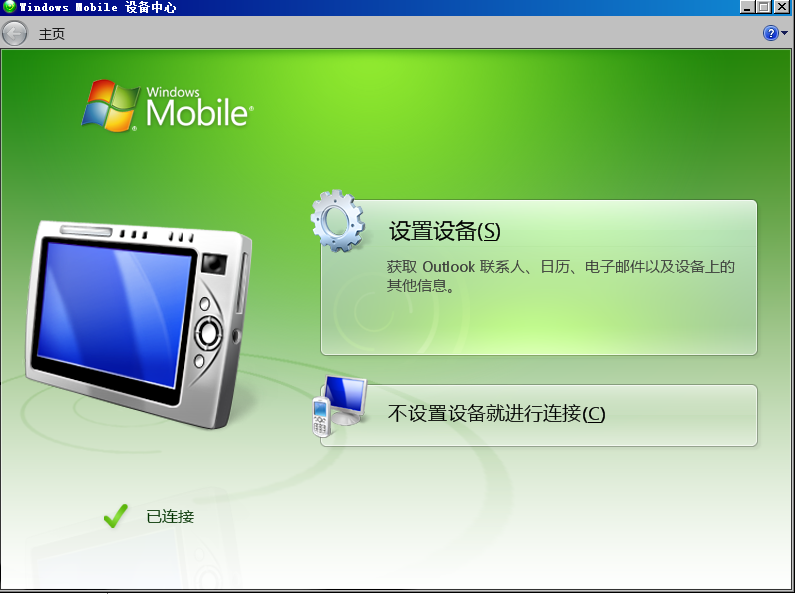 Windows Mobile 设备中心
主页
Windows
Mobile®
设置设备(S)
获取 Outlook 联系人、日历、电子邮件以及设备上的
其他信息。
不设置设备就进行连接(C)
已连接